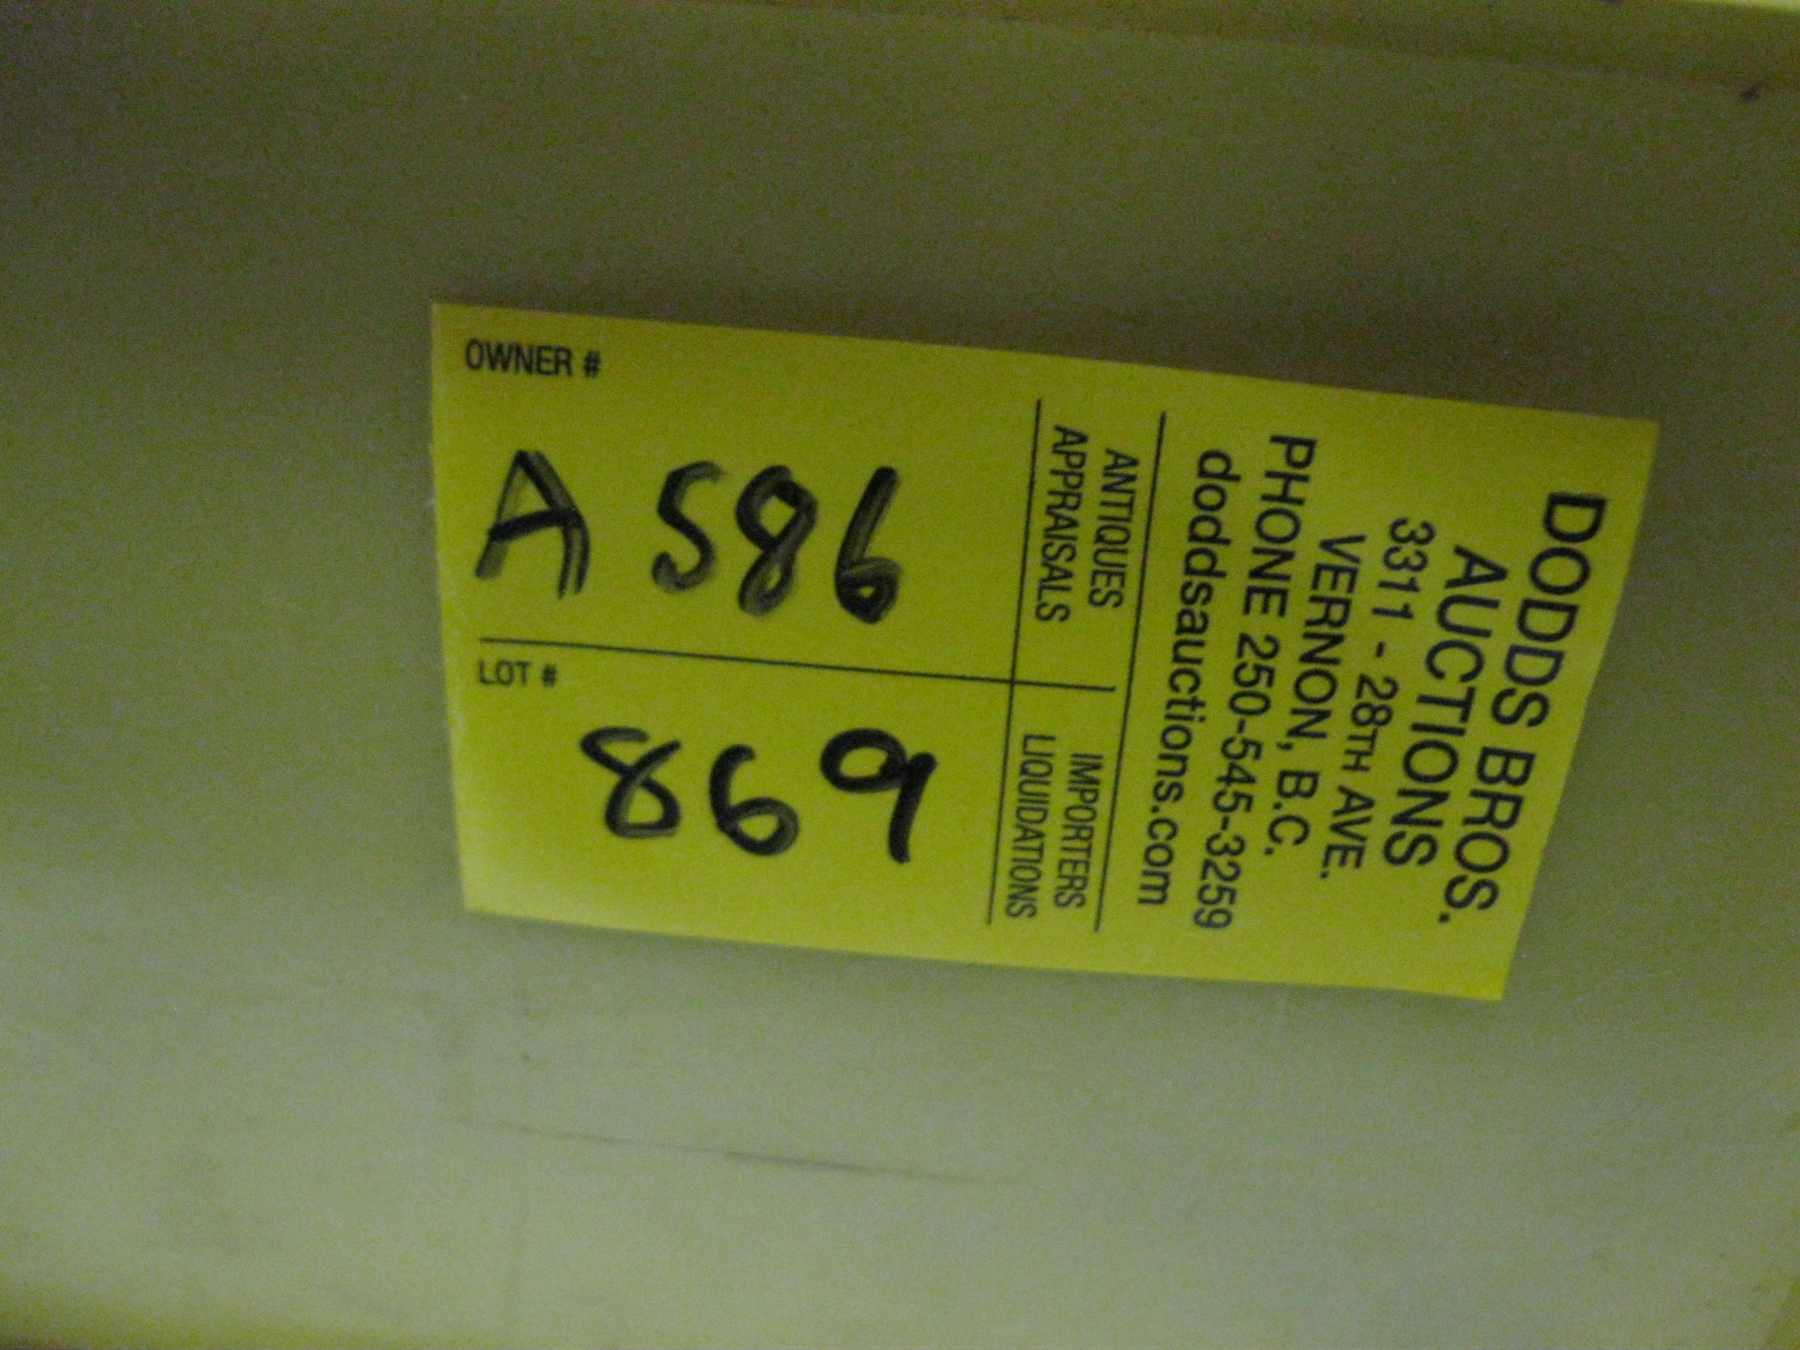 DODDS BROS.
AUCTIONS
3311 - 28TH AVE.
VERNON, B.C.
PHONE 250-545-3259
doddsauctions.com
ANTIQUES
APPRAISALS
IMPORTERS
LIQUIDATIONS
OWNER #
A 586
LOT #
869